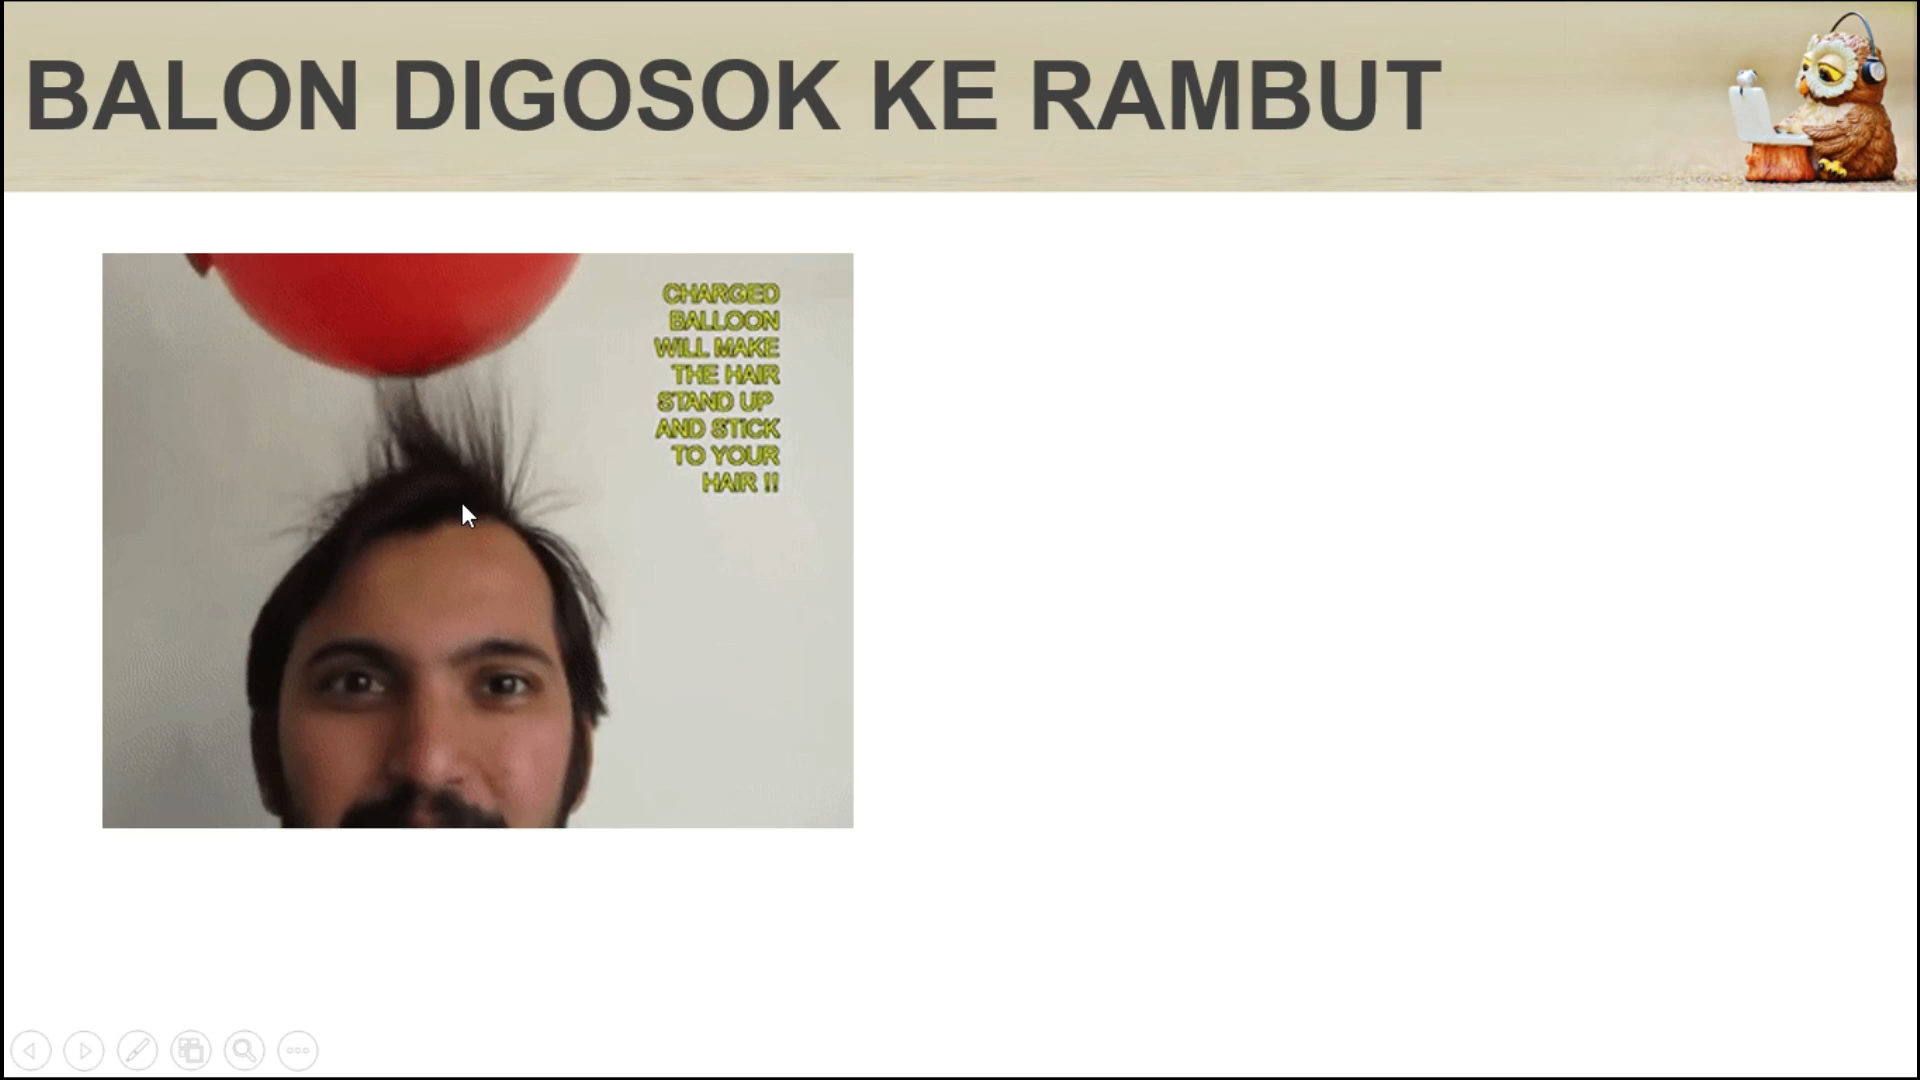 BALON DIGOSOK KE RAMBUT
CHARGED
BALLOON
WILL MAKE
THE HAIR
STAND UP
AND STICK
TO YOUR
HAIR !!